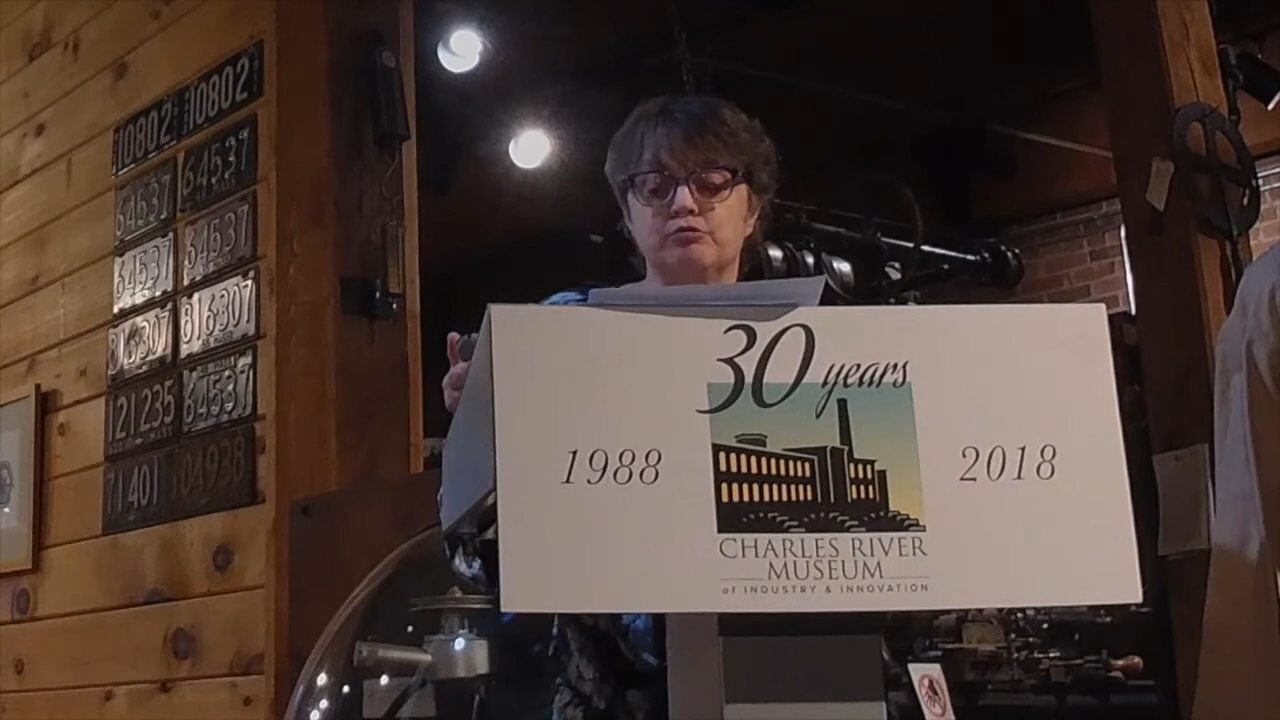 10802 10802
64537 64537
64537 64537
816307 816307
121235 64537
71401 104938
30 years
1988
2018
CHARLES RIVER
MUSEUM
of INDUSTRY & INNOVATION